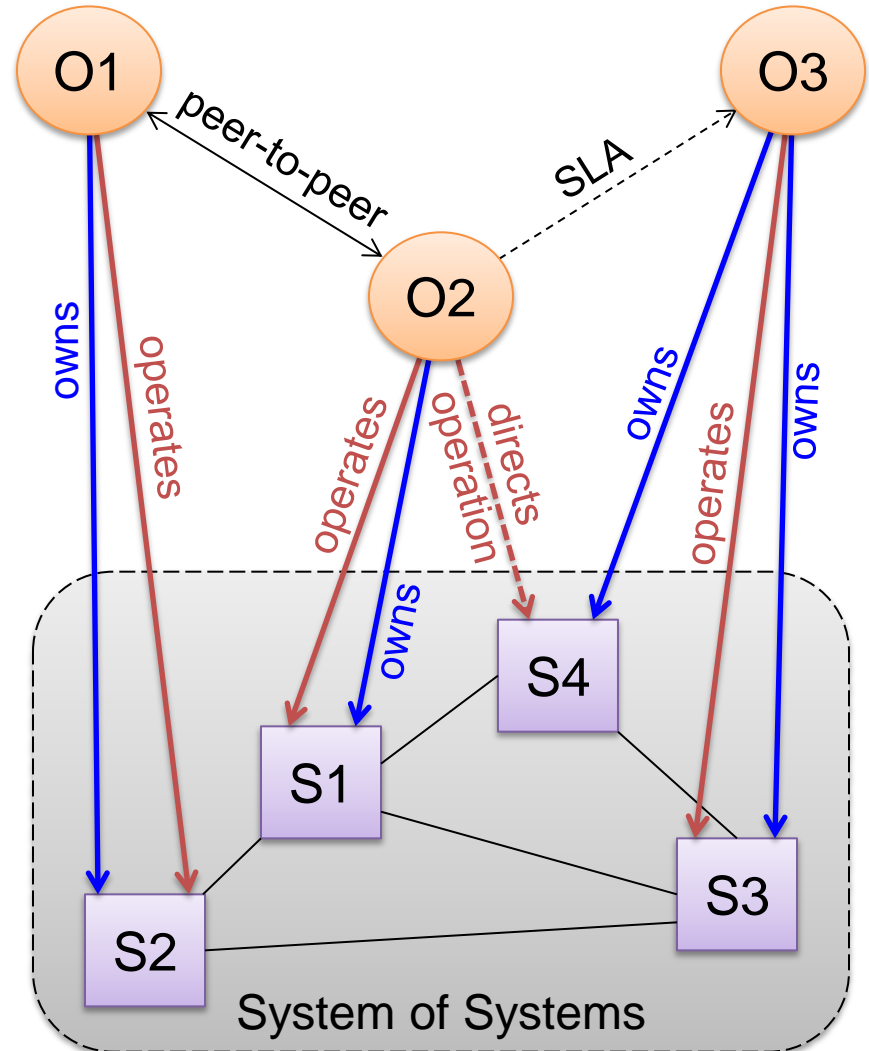 O1
O3
peer-to-peer
SLA
O2
owns
operates
operates
owns
directs
operation
owns
operates
owns
S4
S1
S3
S2
System of Systems